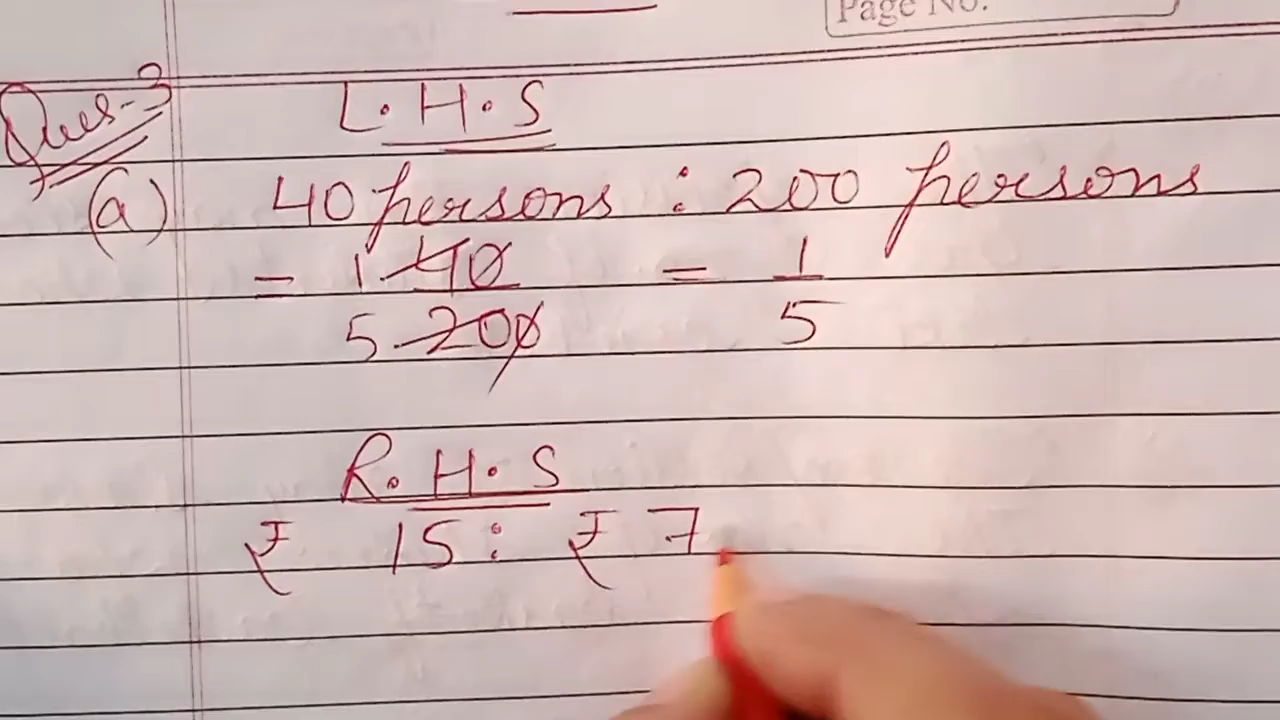 Page No.
Ques-3
L.H.S
(a) 40 persons : 200 persons
= 1 40 = 1
5 200 5
R.H.S
₹ 15 : ₹ 7